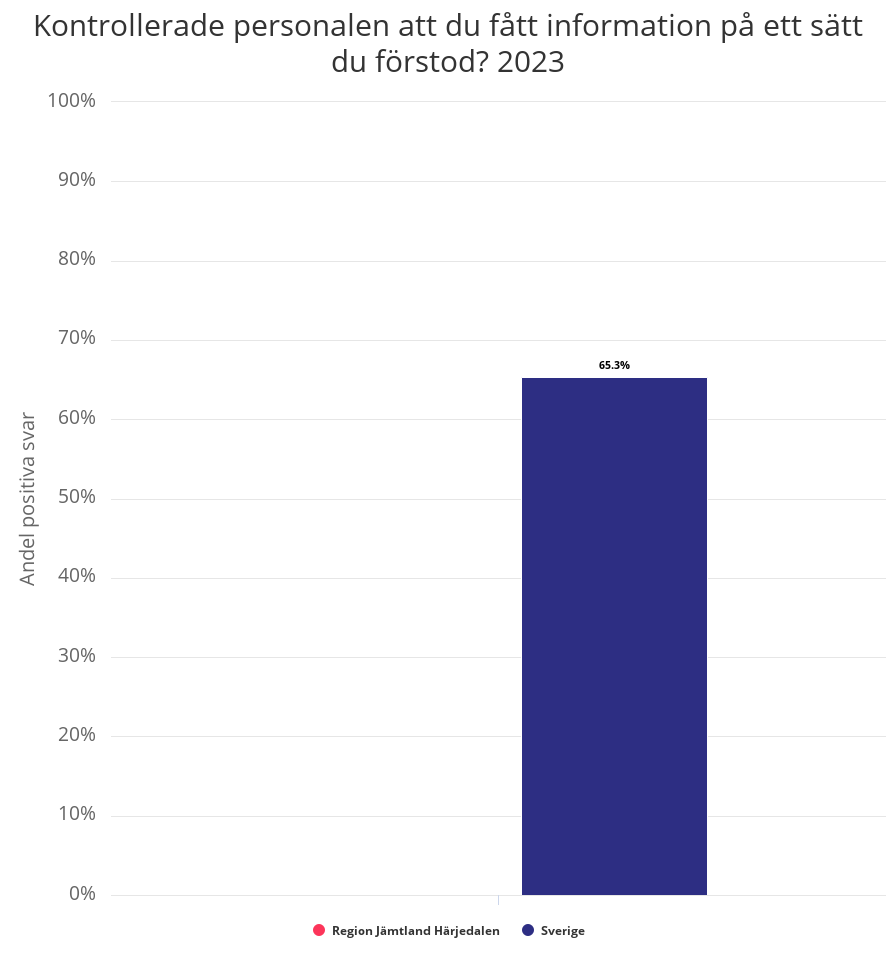 Kontrollerade personalen att du fått information på ett sätt
du förstod? 2023
100%
90%
80%
70%
65.3%
60%
50%
40%
30%
20%
10%
0%
Andel positiva svar
Region Jämtland Härjedalen
Sverige